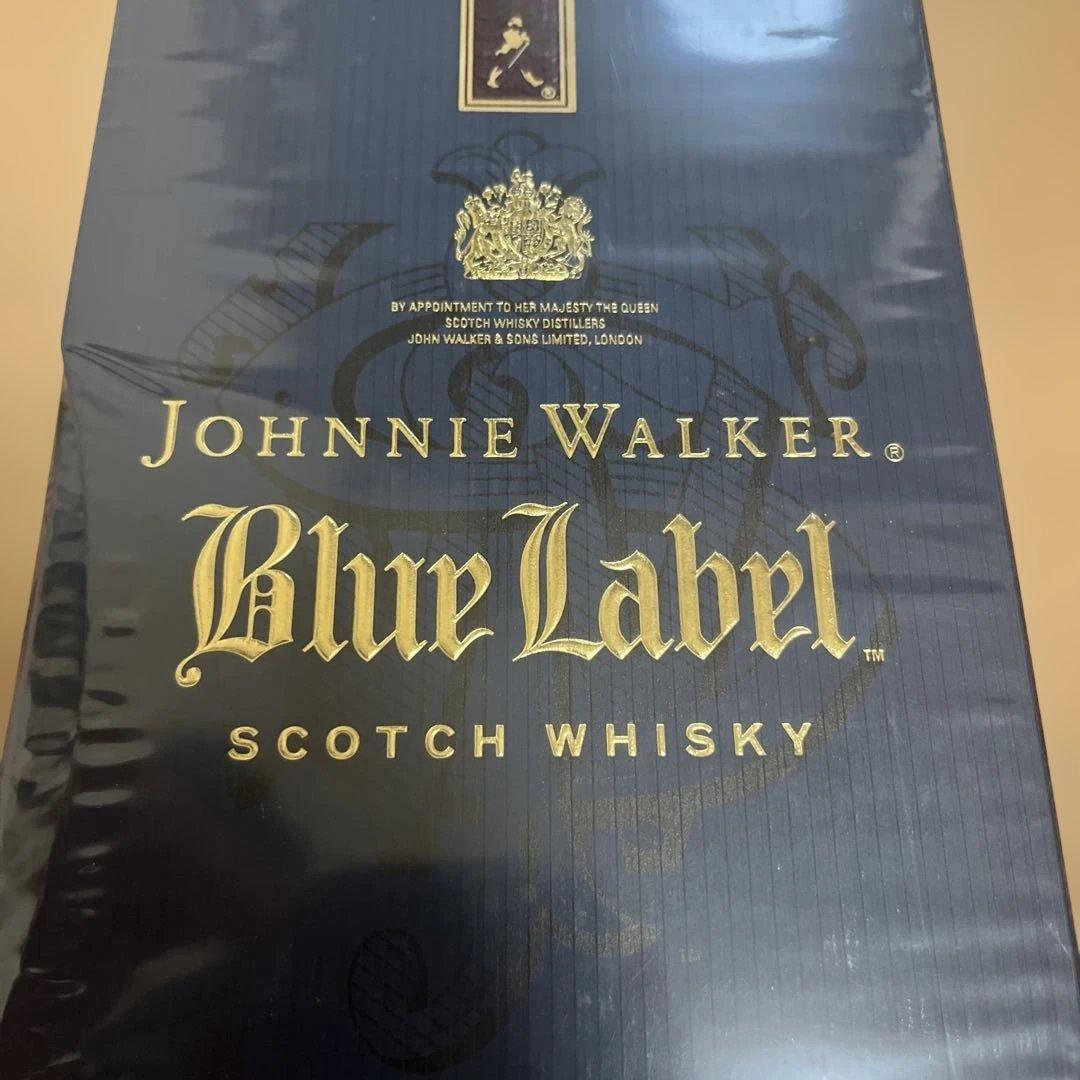 ®
BY APPOINTMENT TO HER MAJESTY THE QUEEN
SCOTCH WHISKY DISTILLERS
JOHN WALKER & SONS LIMITED, LONDON
JOHNNIE WALKER®
Blue Label™
SCOTCH WHISKY